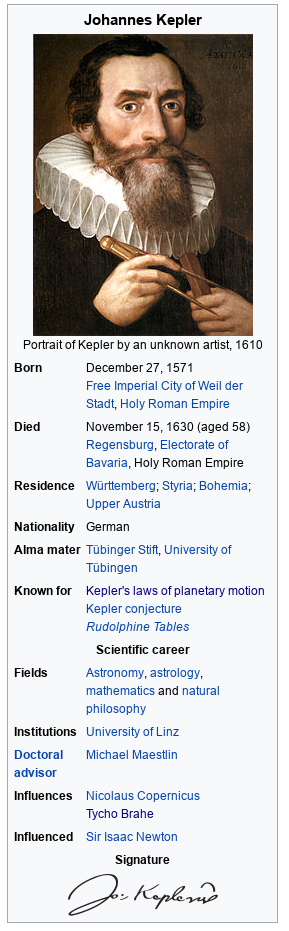 Johannes Kepler
Portrait of Kepler by an unknown artist, 1610
Born December 27, 1571
Free Imperial City of Weil der
Stadt, Holy Roman Empire
Died November 15, 1630 (aged 58)
Regensburg, Electorate of
Bavaria, Holy Roman Empire
Residence Württemberg; Styria; Bohemia;
Upper Austria
Nationality German
Alma mater Tübinger Stift, University of
Tübingen
Known for Kepler's laws of planetary motion
Kepler conjecture
Rudolphine Tables
Scientific career
Fields Astronomy, astrology,
mathematics and natural
philosophy
Institutions University of Linz
Doctoral advisor Michael Maestlin
Influences Nicolaus Copernicus
Tycho Brahe
Influenced Sir Isaac Newton
Signature